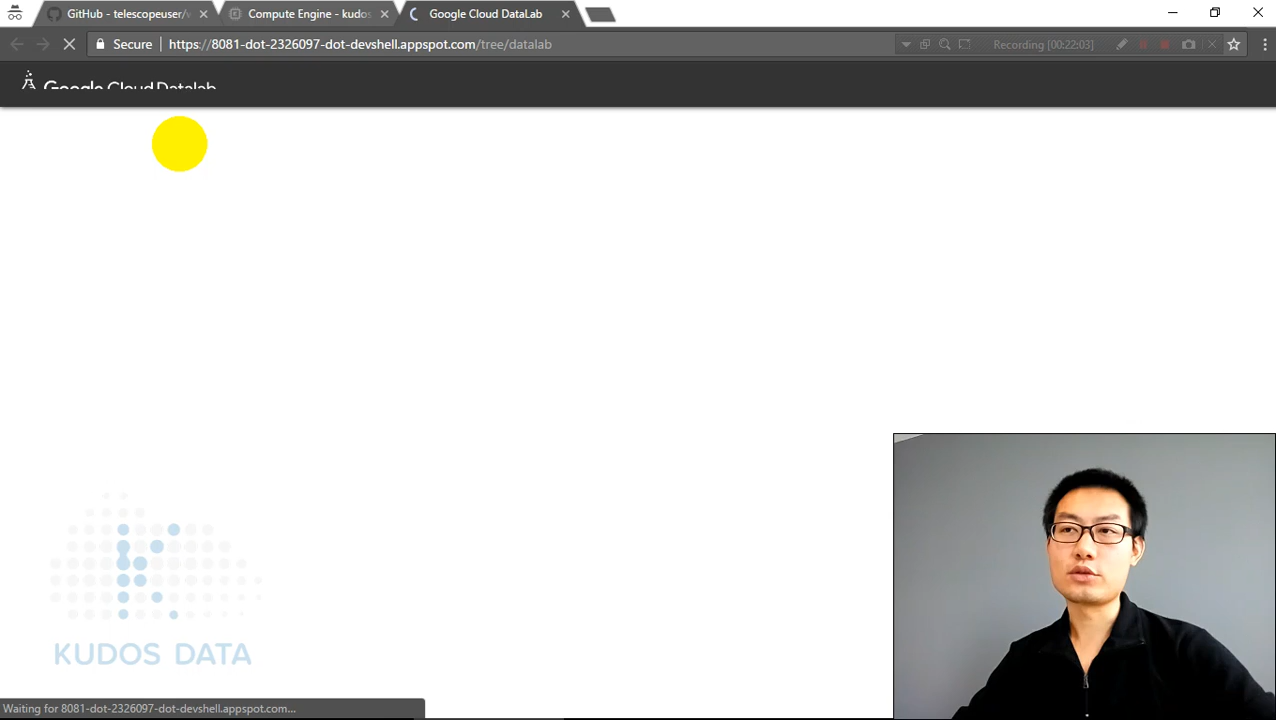 GitHub - telescopeuser/v
Compute Engine - kudos
Google Cloud DataLab
Secure
https://8081-dot-2326097-dot-devshell.appspot.com/tree/datalab
Recording [00:22:03]
Google Cloud Datalab
KUDOS DATA
Waiting for 8081-dot-2326097-dot-devshell.appspot.com...